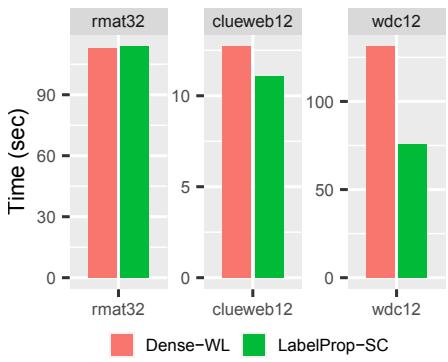 rmat32 clueweb12 wdc12
Time (sec)
90
60
30
0
10
5
0
100
50
0
rmat32 clueweb12 wdc12
Dense−WL LabelProp−SC